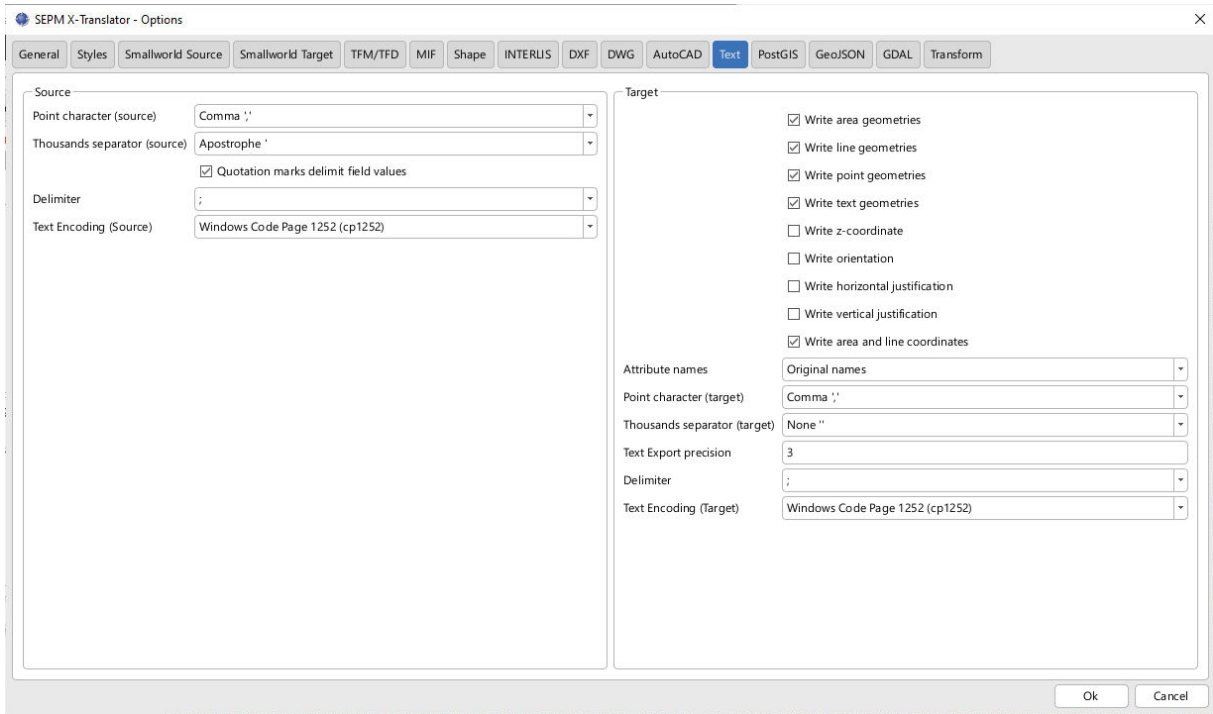 SEPM X-Translator - Options
General Styles Smallworld Source Smallworld Target TFM/TFD MIF Shape INTERLIS DXF DWG AutoCAD Text PostGIS GeoJSON GDAL Transform
Source
Point character (source) Comma ','
Thousands separator (source) Apostrophe '
Quotation marks delimit field values
Delimiter ;
Text Encoding (Source) Windows Code Page 1252 (cp1252)
Target
Write area geometries
Write line geometries
Write point geometries
Write text geometries
Write z-coordinate
Write orientation
Write horizontal justification
Write vertical justification
Write area and line coordinates
Attribute names Original names
Point character (target) Comma ','
Thousands separator (target) None ''
Text Export precision 3
Delimiter ;
Text Encoding (Target) Windows Code Page 1252 (cp1252)
Ok Cancel